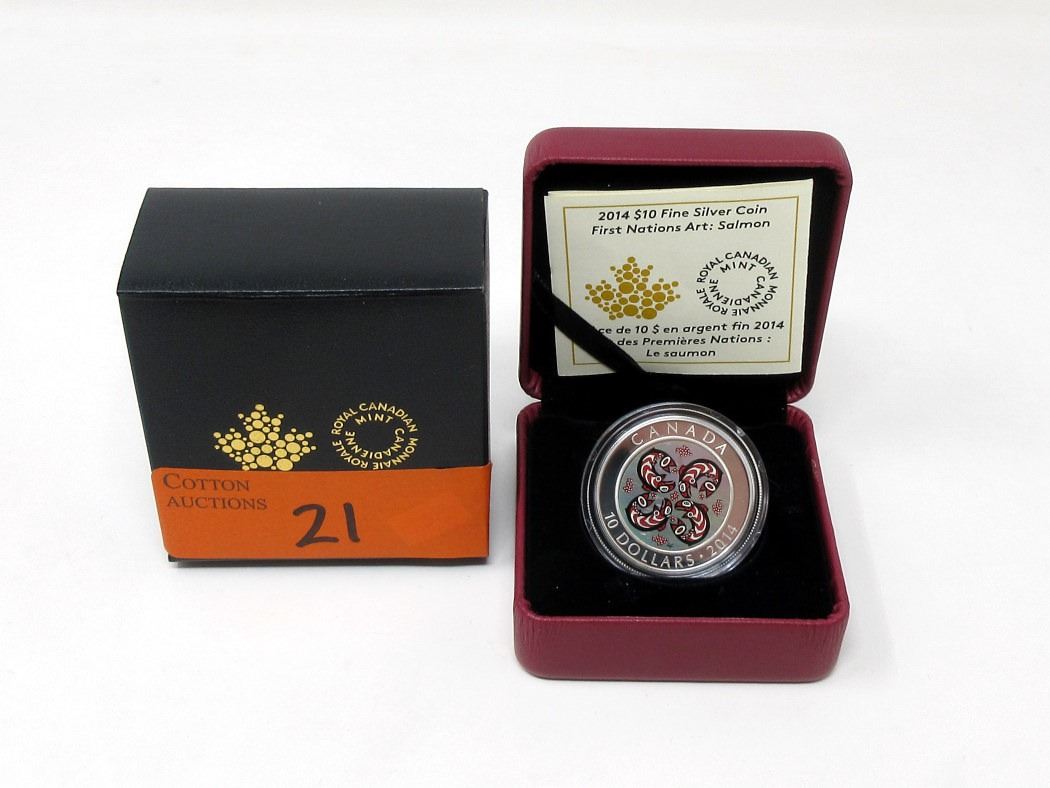 ROYAL CANADIAN MINT
MONNAIE ROYALE CANADIENNE
COTTON
AUCTIONS
21
2014 $10 Fine Silver Coin
First Nations Art: Salmon
ROYAL CANADIAN MINT
MONNAIE ROYALE CANADIENNE
de 10 $ en argent fin 2014
des Premières Nations :
Le saumon
CANADA
10 DOLLARS • 2014